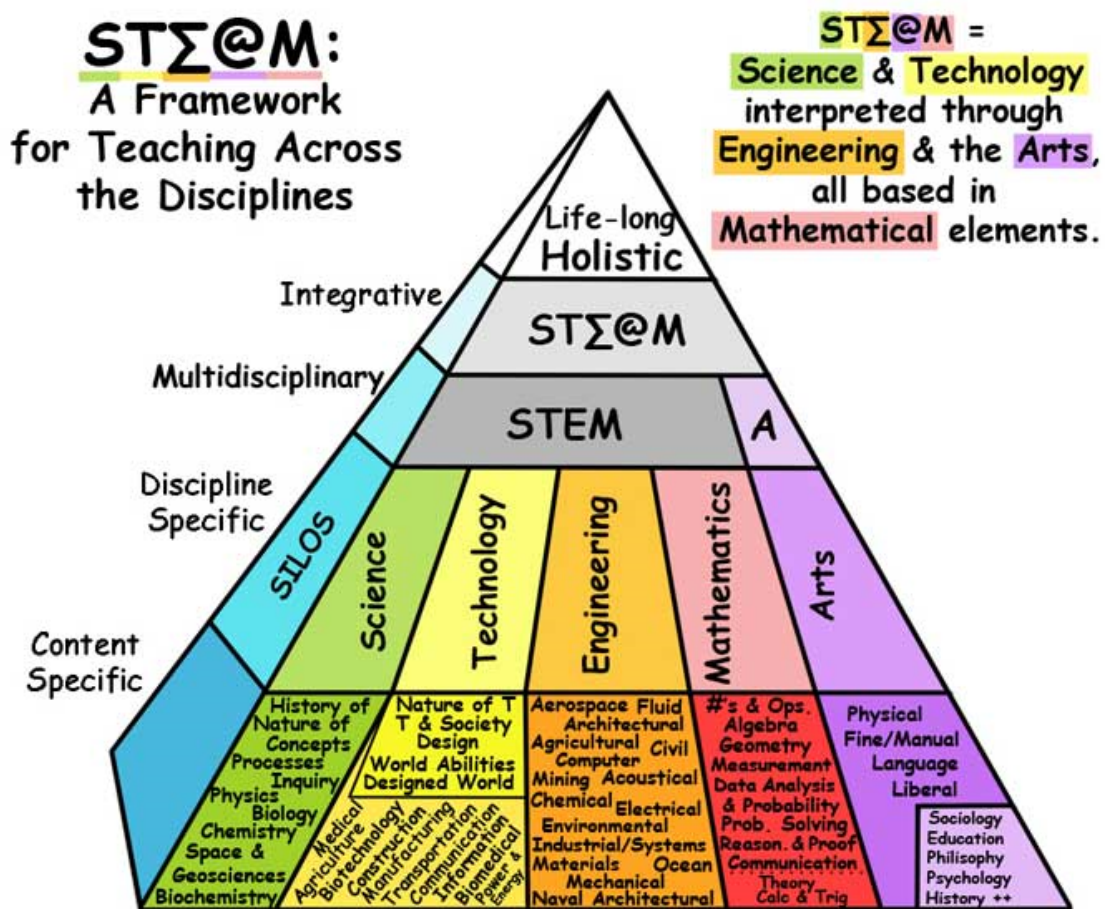 STΣ@M:
A Framework
for Teaching Across
the Disciplines
STΣ@M =
Science & Technology
interpreted through
Engineering & the Arts,
all based in
Mathematical elements.
Life-long
Holistic
Integrative
STΣ@M
Multidisciplinary
STEM
A
Discipline
Specific
SILOS
Science
Technology
Engineering
Mathematics
Arts
Content
Specific
History of
Nature of
Concepts
Processes
Inquiry
Physics
Biology
Chemistry
Space &
Geosciences
Biochemistry
Nature of T
T & Society
Design
World Abilities
Designed World
Medical
Agriculture
Biotechnology
Construction
Manufacturing
Transportation
Communication
Information
Biomedical
Power &
Energy
Aerospace Fluid
Architectural
Agricultural Civil
Computer
Mining Acoustical
Chemical Electrical
Environmental
Industrial/Systems
Materials Ocean
Mechanical
Naval Architectural
#'s & Ops.
Algebra
Geometry
Measurement
Data Analysis
& Probability
Prob. Solving
Reason. & Proof
Communication
Theory
Calc & Trig
Physical
Fine/Manual
Language
Liberal
Sociology
Education
Philisophy
Psychology
History ++